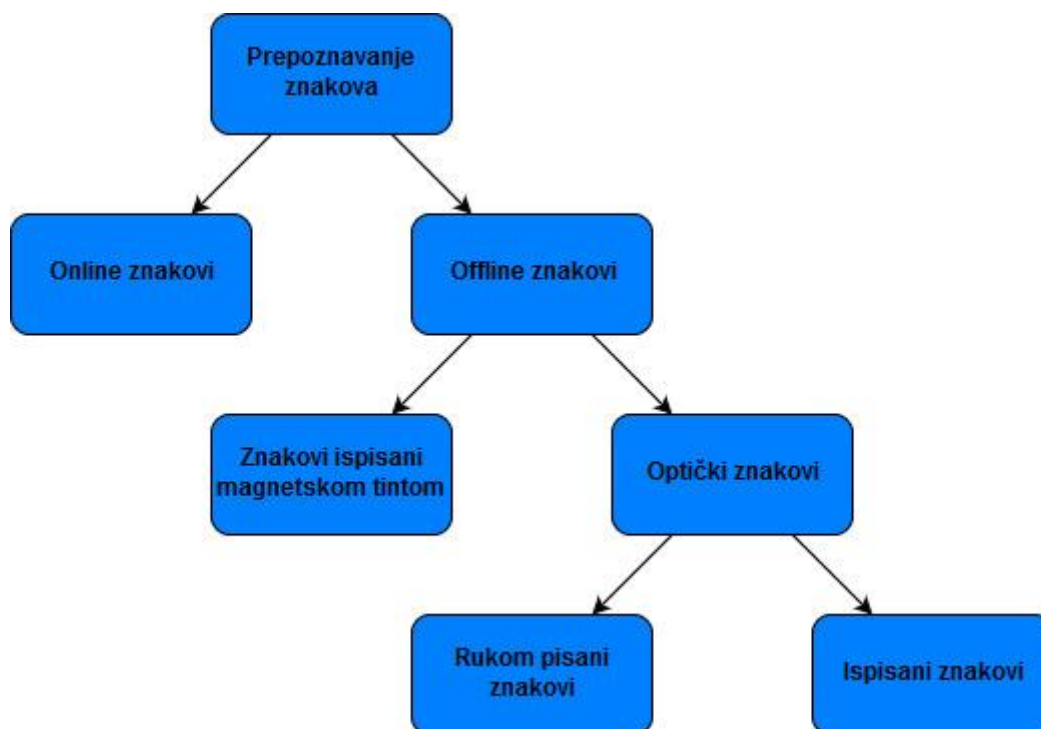 Prepoznavanje
znakova
Online znakovi
Offline znakovi
Znakovi ispisani
magnetskom tintom
Optički znakovi
Rukom pisani
znakovi
Ispisani znakovi